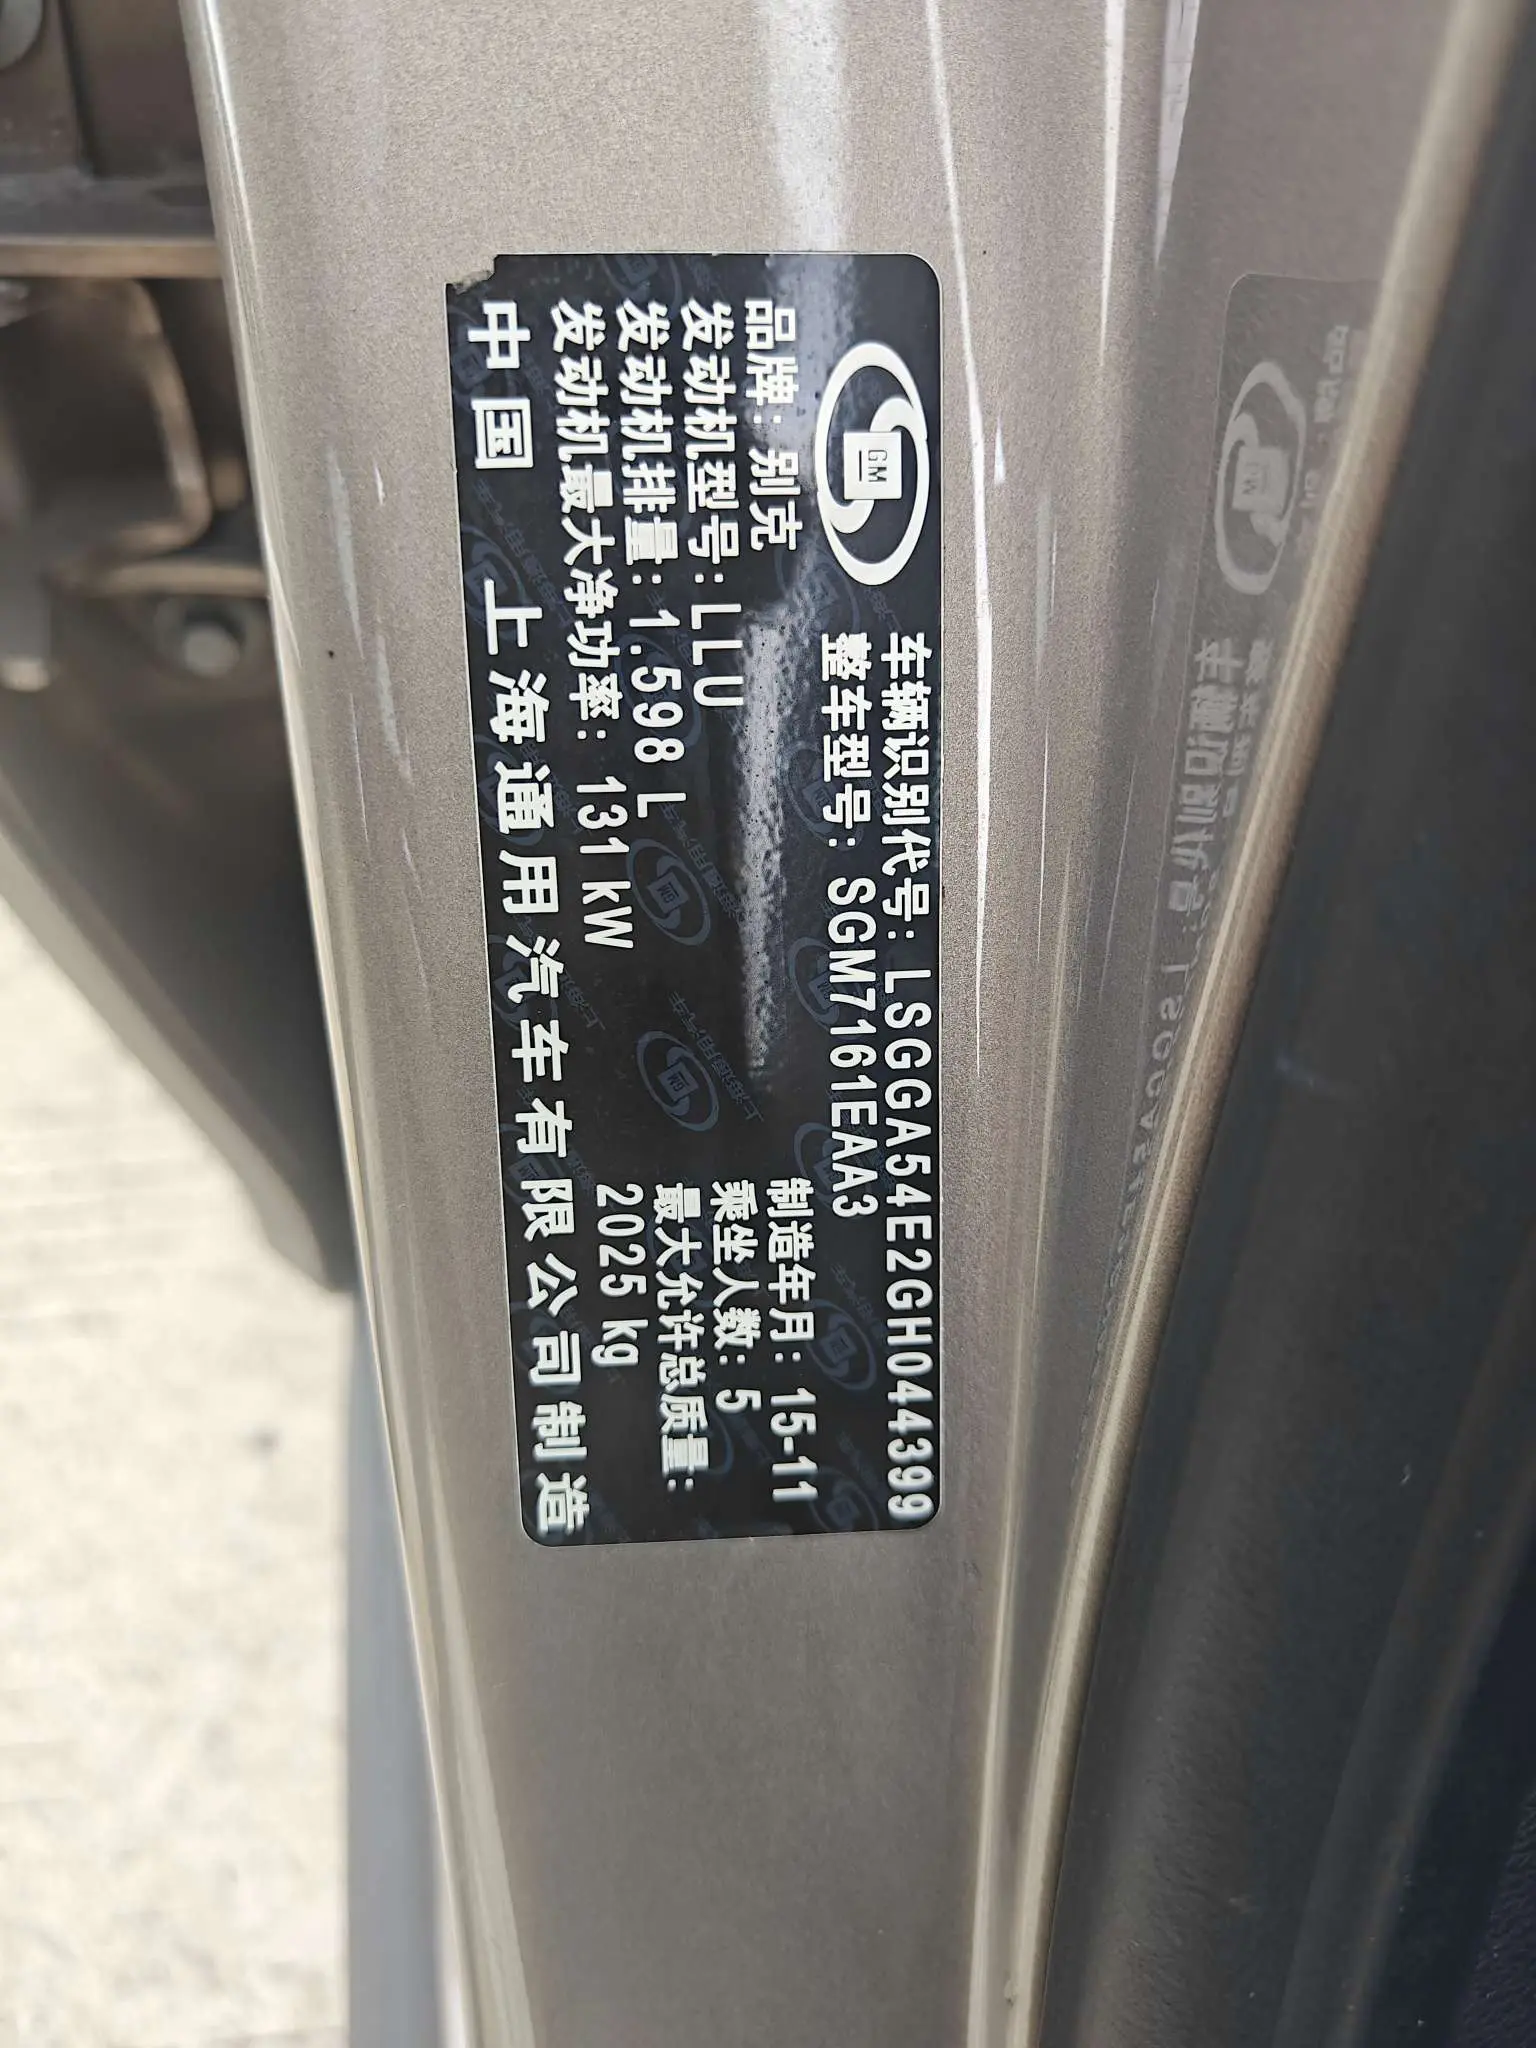 GM
车辆识别代号: LSGGA54E2GH044399
整车型号: SGM7161EAA3
品牌: 别克
制造年月: 15-11
发动机型号: LLU
乘坐人数: 5
发动机排量: 1.598 L
最大允许总质量:
发动机最大净功率: 131kW
2025 kg
中国 上海通用汽车有限公司制造